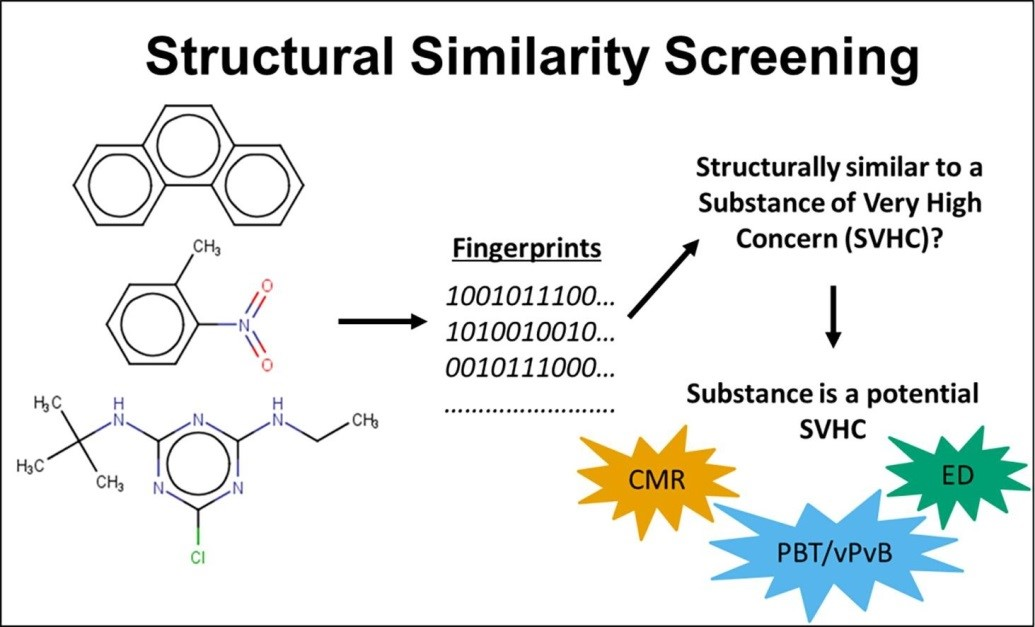 Structural Similarity Screening
CH₃
N
O
O
H₃C
H
N
H₃C
CH₃
N
N
N
H
N
CH₃
Cl
Fingerprints
1001011100...
1010010010...
0010111000...
..............................
Structurally similar to a
Substance of Very High
Concern (SVHC)?
Substance is a potential
SVHC
CMR
ED
PBT/vPvB